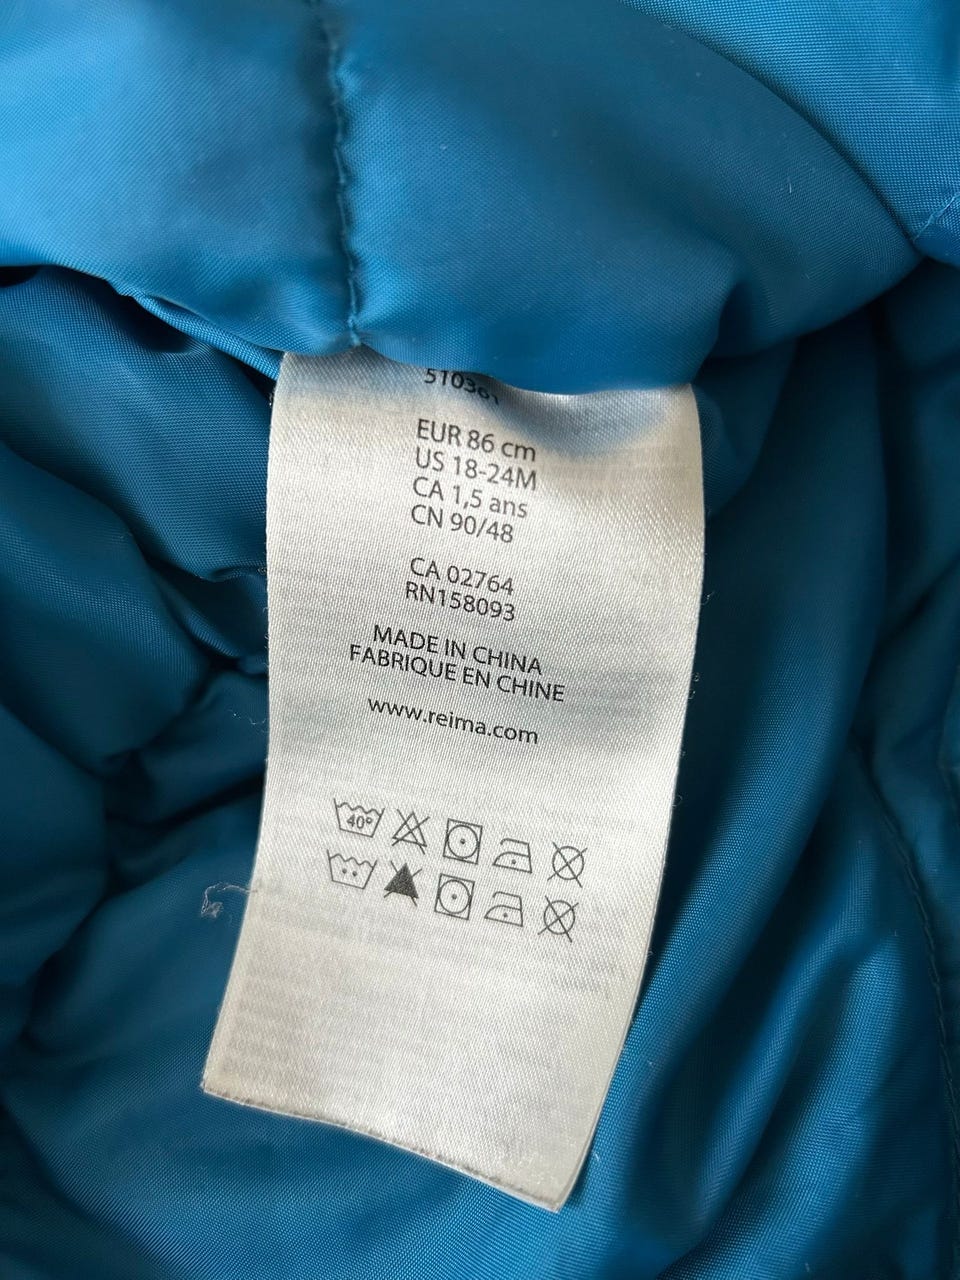 EUR 86 cm
US 18-24M
CA 1,5 ans
CN 90/48
CA 02764
RN158093
MADE IN CHINA
FABRIQUE EN CHINE
www.reima.com
40°